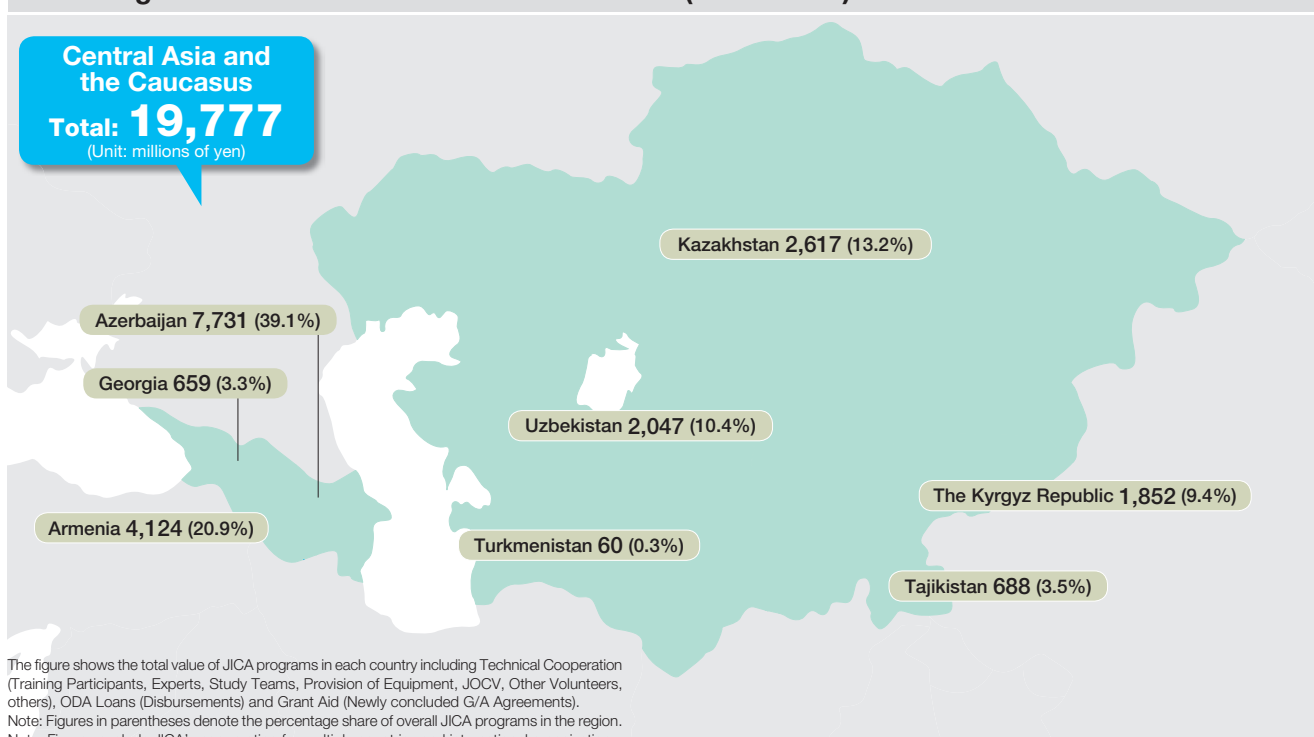 Central Asia and
the Caucasus
Total: 19,777
(Unit: millions of yen)
Kazakhstan 2,617 (13.2%)
Azerbaijan 7,731 (39.1%)
Georgia 659 (3.3%)
Uzbekistan 2,047 (10.4%)
The Kyrgyz Republic 1,852 (9.4%)
Armenia 4,124 (20.9%)
Turkmenistan 60 (0.3%)
Tajikistan 688 (3.5%)
The figure shows the total value of JICA programs in each country including Technical Cooperation
(Training Participants, Experts, Study Teams, Provision of Equipment, JOCV, Other Volunteers,
others), ODA Loans (Disbursements) and Grant Aid (Newly concluded G/A Agreements).
Note: Figures in parentheses denote the percentage share of overall JICA programs in the region.